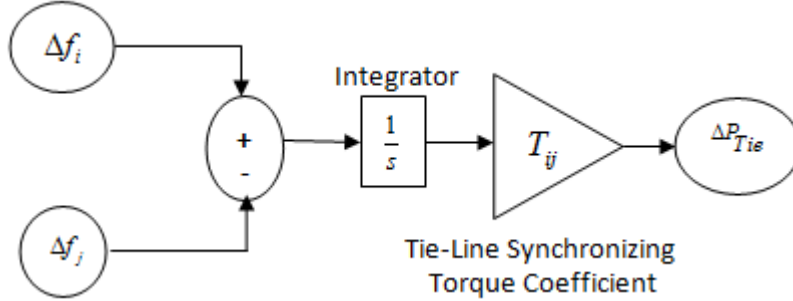 Δf_i
Integrator
+
-
1/s
T_ij
ΔP_Tie
Δf_j
Tie-Line Synchronizing
Torque Coefficient